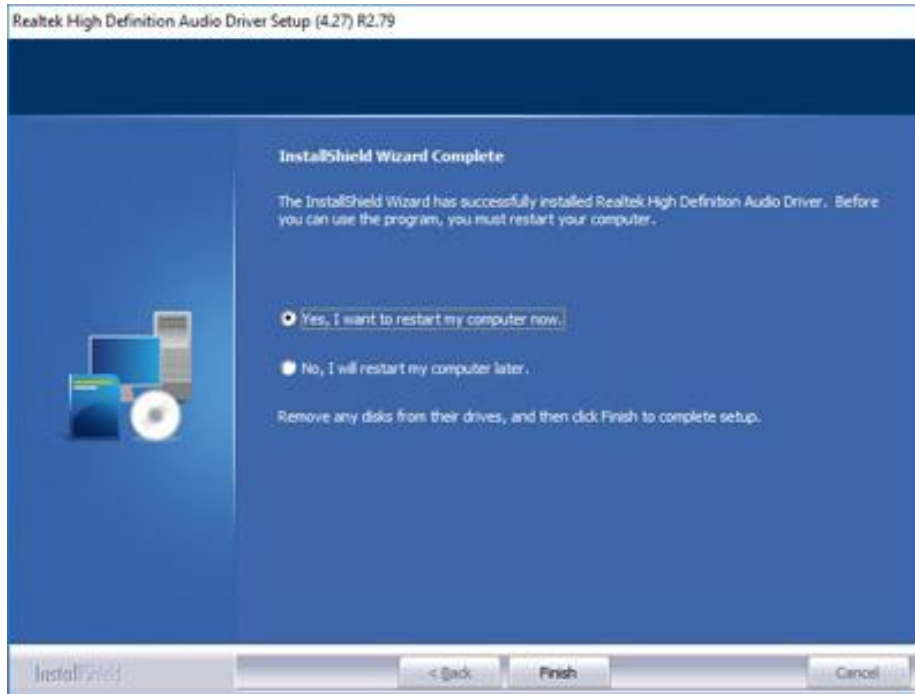 Realtek High Definition Audio Driver Setup (4.27) R2.79
InstallShield Wizard Complete
The InstallShield Wizard has successfully installed Realtek High Definition Audio Driver. Before
you can use the program, you must restart your computer.
Yes, I want to restart my computer now.
No, I will restart my computer later.
Remove any disks from their drives, and then click Finish to complete setup.
InstallShield
< Back
Finish
Cancel